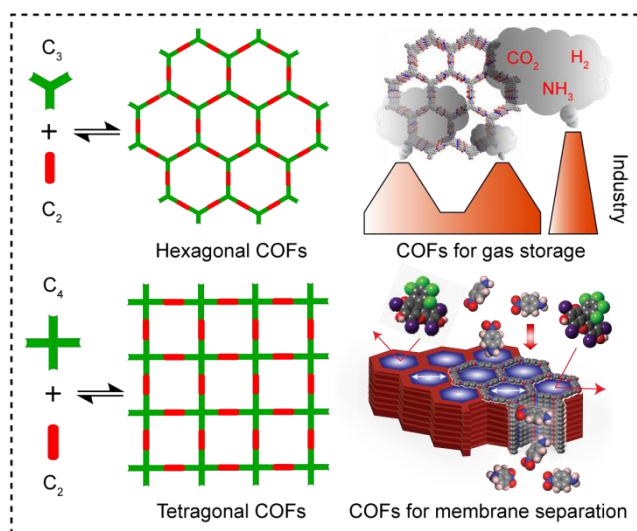 C3
+
C2
Hexagonal COFs
CO2
H2
NH3
Industry
COFs for gas storage
C4
+
C2
Tetragonal COFs
COFs for membrane separation